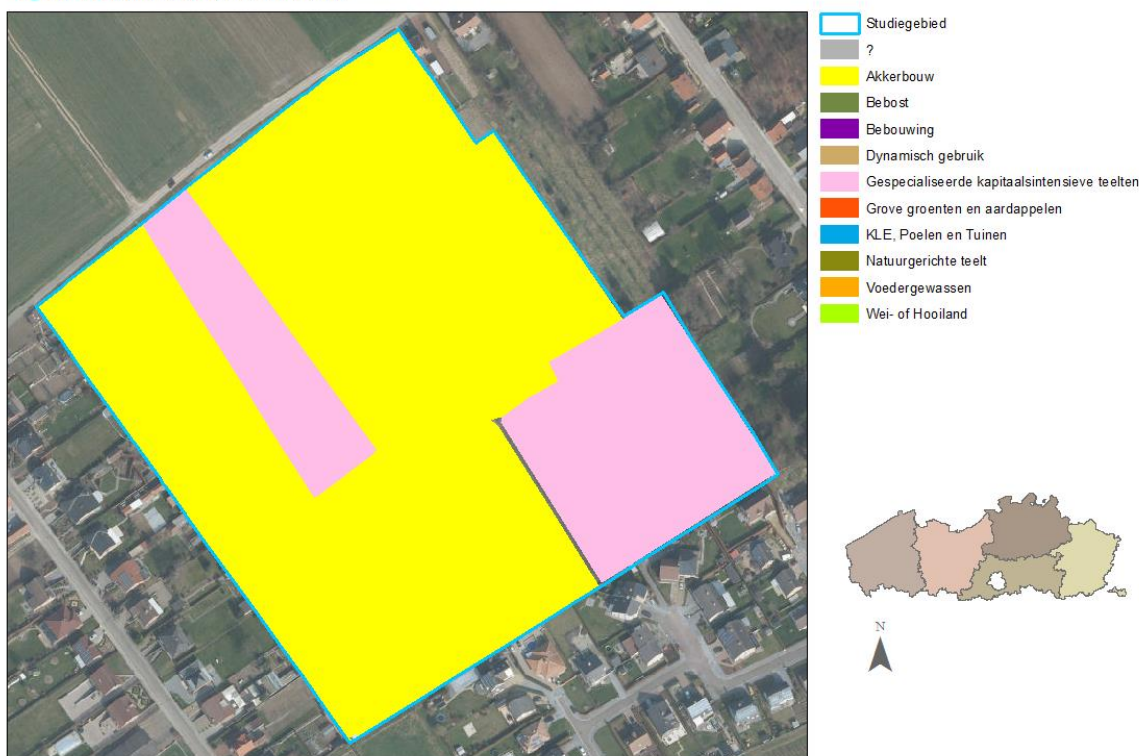 Studiegebied
?
Akkerbouw
Bebost
Bebouwing
Dynamisch gebruik
Gespecialiseerde kapitaalsintensieve teelten
Grove groenten en aardappelen
KLE, Poelen en Tuinen
Natuurgerichte teelt
Voedergewassen
Wei- of Hooiland
N